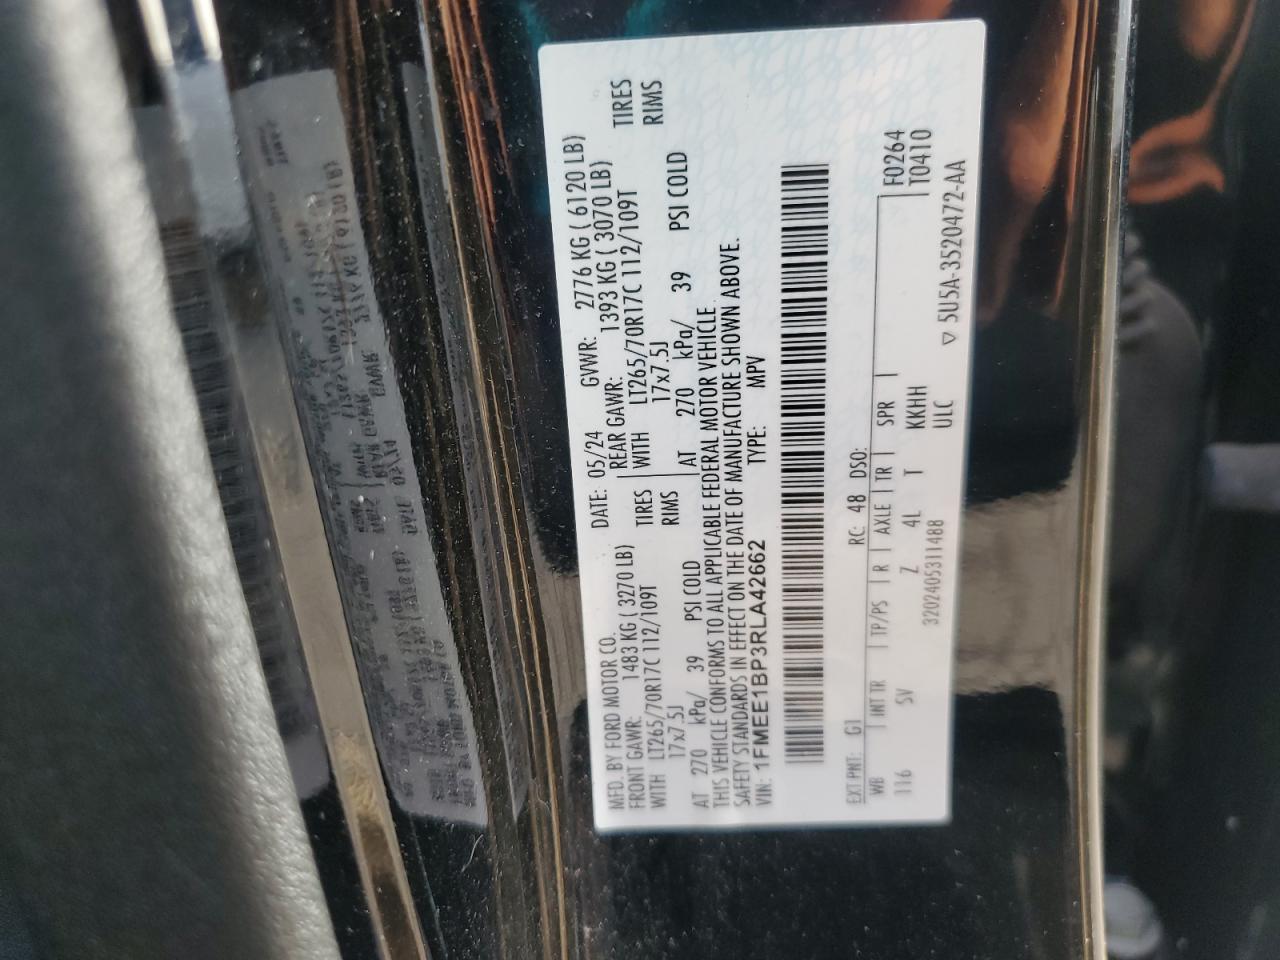 MFD. BY FORD MOTOR CO.
DATE: 05/24 GVWR: 2776 KG ( 6120 LB)
FRONT GAWR: 1483 KG ( 3270 LB) REAR GAWR: 1393 KG ( 3070 LB)
WITH LT265/70R17C 112/109T TIRES WITH LT265/70R17C 112/109T TIRES
17x7.5J RIMS 17x7.5J RIMS
AT 270 kPa/ 39 PSI COLD AT 270 kPa/ 39 PSI COLD
THIS VEHICLE CONFORMS TO ALL APPLICABLE FEDERAL MOTOR VEHICLE
SAFETY STANDARDS IN EFFECT ON THE DATE OF MANUFACTURE SHOWN ABOVE.
VIN: 1FMEE1BP3RLA42662 TYPE: MPV
EXT PNT: G1 RC: 48 DSO: F0264
WB INT TR TP/PS R AXLE TR SPR T0410
116 SV Z 4L T KKHH
3202405311488 ULC
▽ 5U5A-3520472-AA